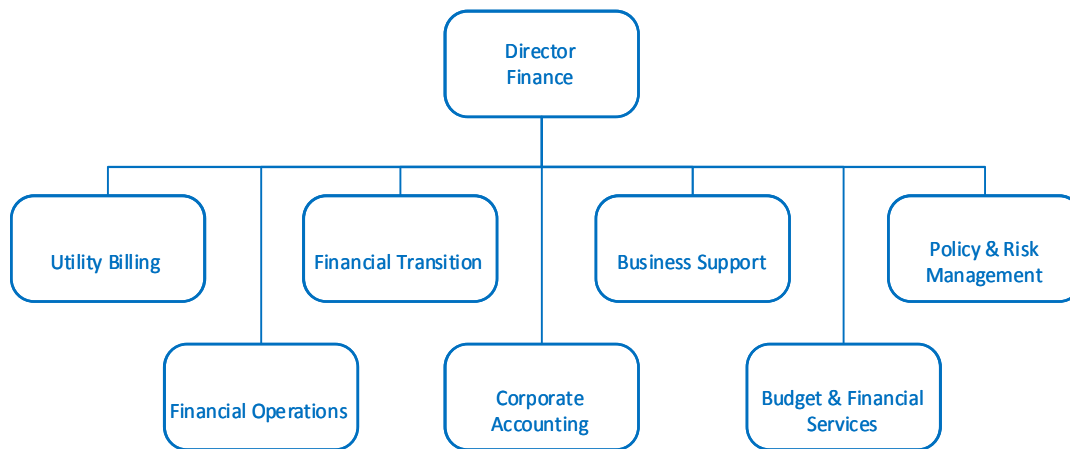 Director
Finance
Utility Billing
Financial Transition
Business Support
Policy & Risk
Management
Financial Operations
Corporate
Accounting
Budget & Financial
Services